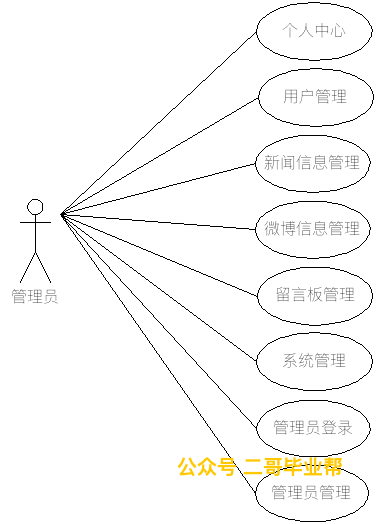 个人中心
用户管理
新闻信息管理
微博信息管理
管理员
留言板管理
系统管理
管理员登录
公众号 二哥毕业帮
管理员管理